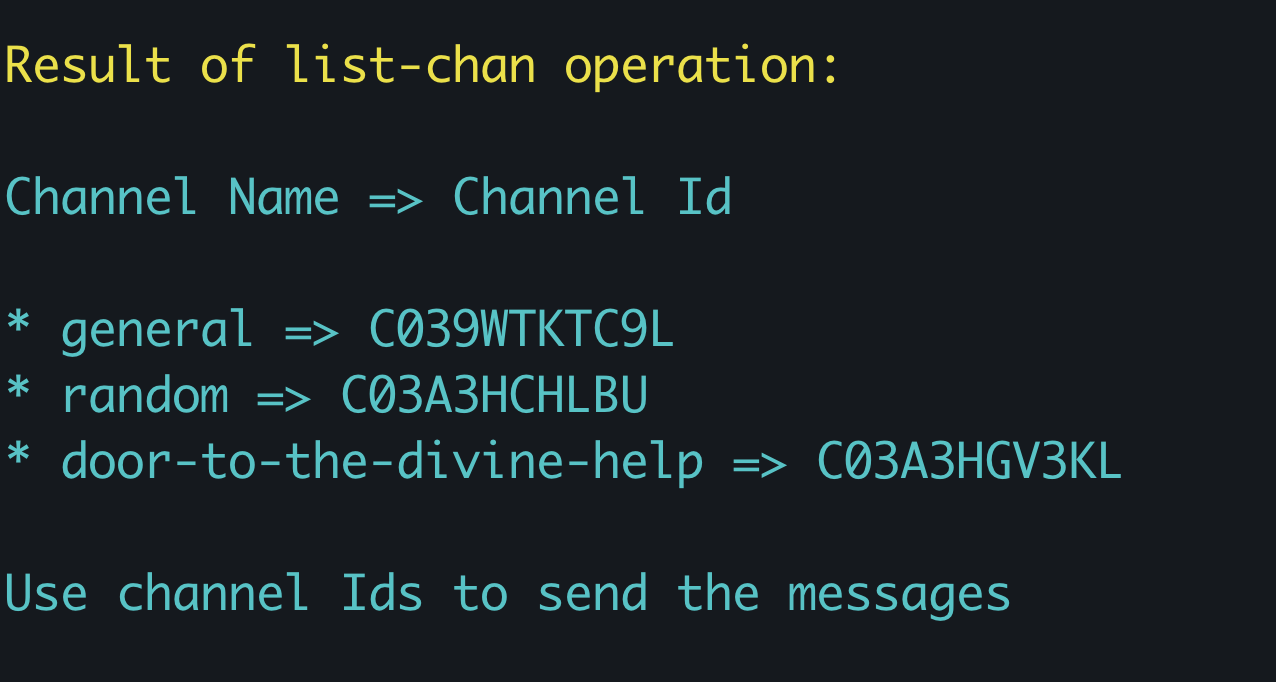 Result of list-chan operation:
Channel Name => Channel Id
* general => C039WTKTC9L
* random => C03A3HCHLBU
* door-to-the-divine-help => C03A3HGV3KL
Use channel Ids to send the messages